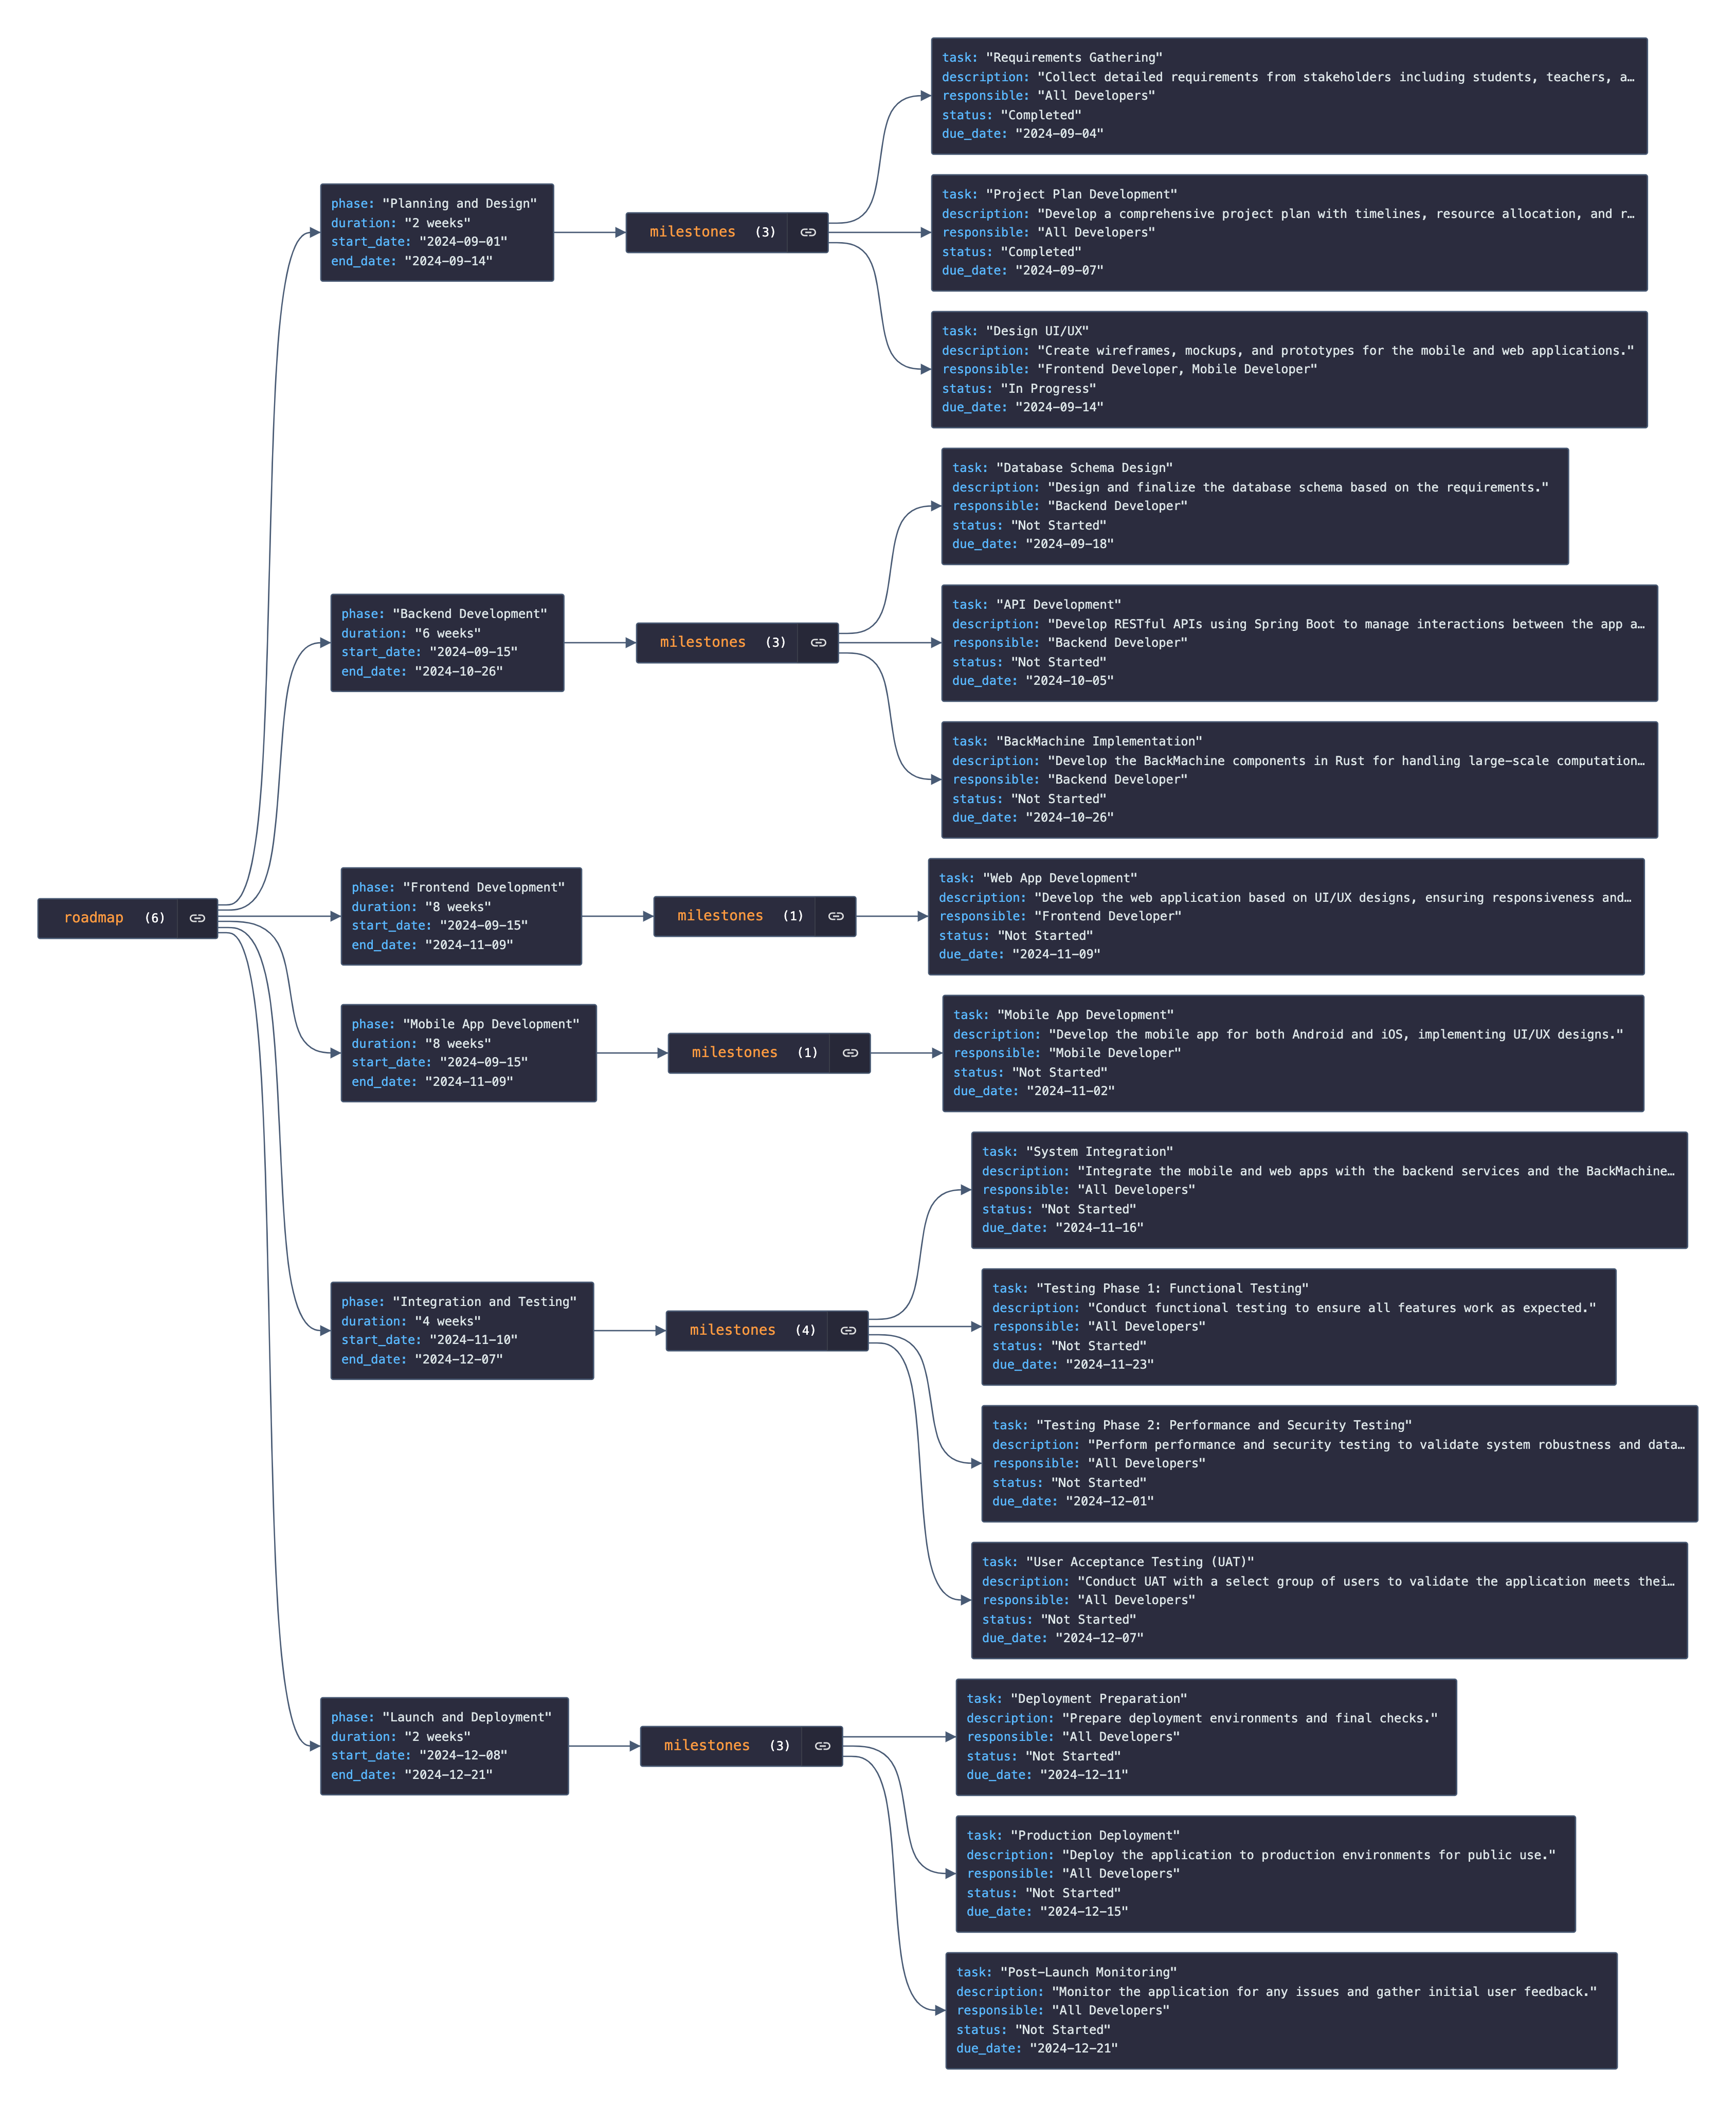 roadmap (6)
phase: "Planning and Design"
duration: "2 weeks"
start_date: "2024-09-01"
end_date: "2024-09-14"
milestones (3)
task: "Requirements Gathering"
description: "Collect detailed requirements from stakeholders including students, teachers, a…
responsible: "All Developers"
status: "Completed"
due_date: "2024-09-04"
task: "Project Plan Development"
description: "Develop a comprehensive project plan with timelines, resource allocation, and r…
responsible: "All Developers"
status: "Completed"
due_date: "2024-09-07"
task: "Design UI/UX"
description: "Create wireframes, mockups, and prototypes for the mobile and web applications."
responsible: "Frontend Developer, Mobile Developer"
status: "In Progress"
due_date: "2024-09-14"
phase: "Backend Development"
duration: "6 weeks"
start_date: "2024-09-15"
end_date: "2024-10-26"
milestones (3)
task: "Database Schema Design"
description: "Design and finalize the database schema based on the requirements."
responsible: "Backend Developer"
status: "Not Started"
due_date: "2024-09-18"
task: "API Development"
description: "Develop RESTful APIs using Spring Boot to manage interactions between the app a…
responsible: "Backend Developer"
status: "Not Started"
due_date: "2024-10-05"
task: "BackMachine Implementation"
description: "Develop the BackMachine components in Rust for handling large-scale computation…
responsible: "Backend Developer"
status: "Not Started"
due_date: "2024-10-26"
phase: "Frontend Development"
duration: "8 weeks"
start_date: "2024-09-15"
end_date: "2024-11-09"
milestones (1)
task: "Web App Development"
description: "Develop the web application based on UI/UX designs, ensuring responsiveness and…
responsible: "Frontend Developer"
status: "Not Started"
due_date: "2024-11-09"
phase: "Mobile App Development"
duration: "8 weeks"
start_date: "2024-09-15"
end_date: "2024-11-09"
milestones (1)
task: "Mobile App Development"
description: "Develop the mobile app for both Android and iOS, implementing UI/UX designs."
responsible: "Mobile Developer"
status: "Not Started"
due_date: "2024-11-02"
phase: "Integration and Testing"
duration: "4 weeks"
start_date: "2024-11-10"
end_date: "2024-12-07"
milestones (4)
task: "System Integration"
description: "Integrate the mobile and web apps with the backend services and the BackMachine…
responsible: "All Developers"
status: "Not Started"
due_date: "2024-11-16"
task: "Testing Phase 1: Functional Testing"
description: "Conduct functional testing to ensure all features work as expected."
responsible: "All Developers"
status: "Not Started"
due_date: "2024-11-23"
task: "Testing Phase 2: Performance and Security Testing"
description: "Perform performance and security testing to validate system robustness and data…
responsible: "All Developers"
status: "Not Started"
due_date: "2024-12-01"
task: "User Acceptance Testing (UAT)"
description: "Conduct UAT with a select group of users to validate the application meets thei…
responsible: "All Developers"
status: "Not Started"
due_date: "2024-12-07"
phase: "Launch and Deployment"
duration: "2 weeks"
start_date: "2024-12-08"
end_date: "2024-12-21"
milestones (3)
task: "Deployment Preparation"
description: "Prepare deployment environments and final checks."
responsible: "All Developers"
status: "Not Started"
due_date: "2024-12-11"
task: "Production Deployment"
description: "Deploy the application to production environments for public use."
responsible: "All Developers"
status: "Not Started"
due_date: "2024-12-15"
task: "Post-Launch Monitoring"
description: "Monitor the application for any issues and gather initial user feedback."
responsible: "All Developers"
status: "Not Started"
due_date: "2024-12-21"